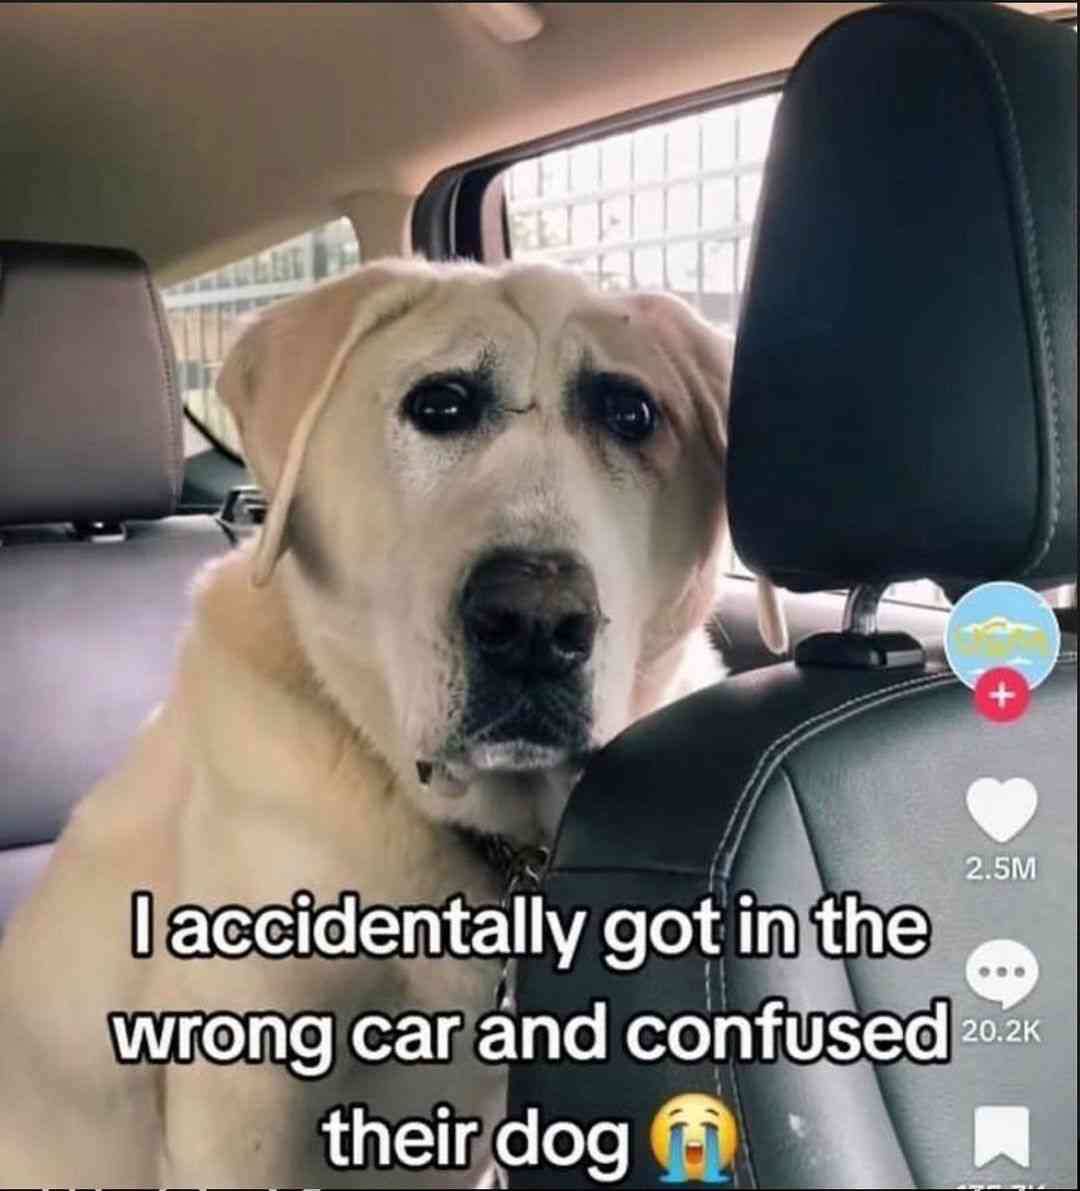 2.5M
I accidentally got in the
wrong car and confused
20.2K
their dog 😭